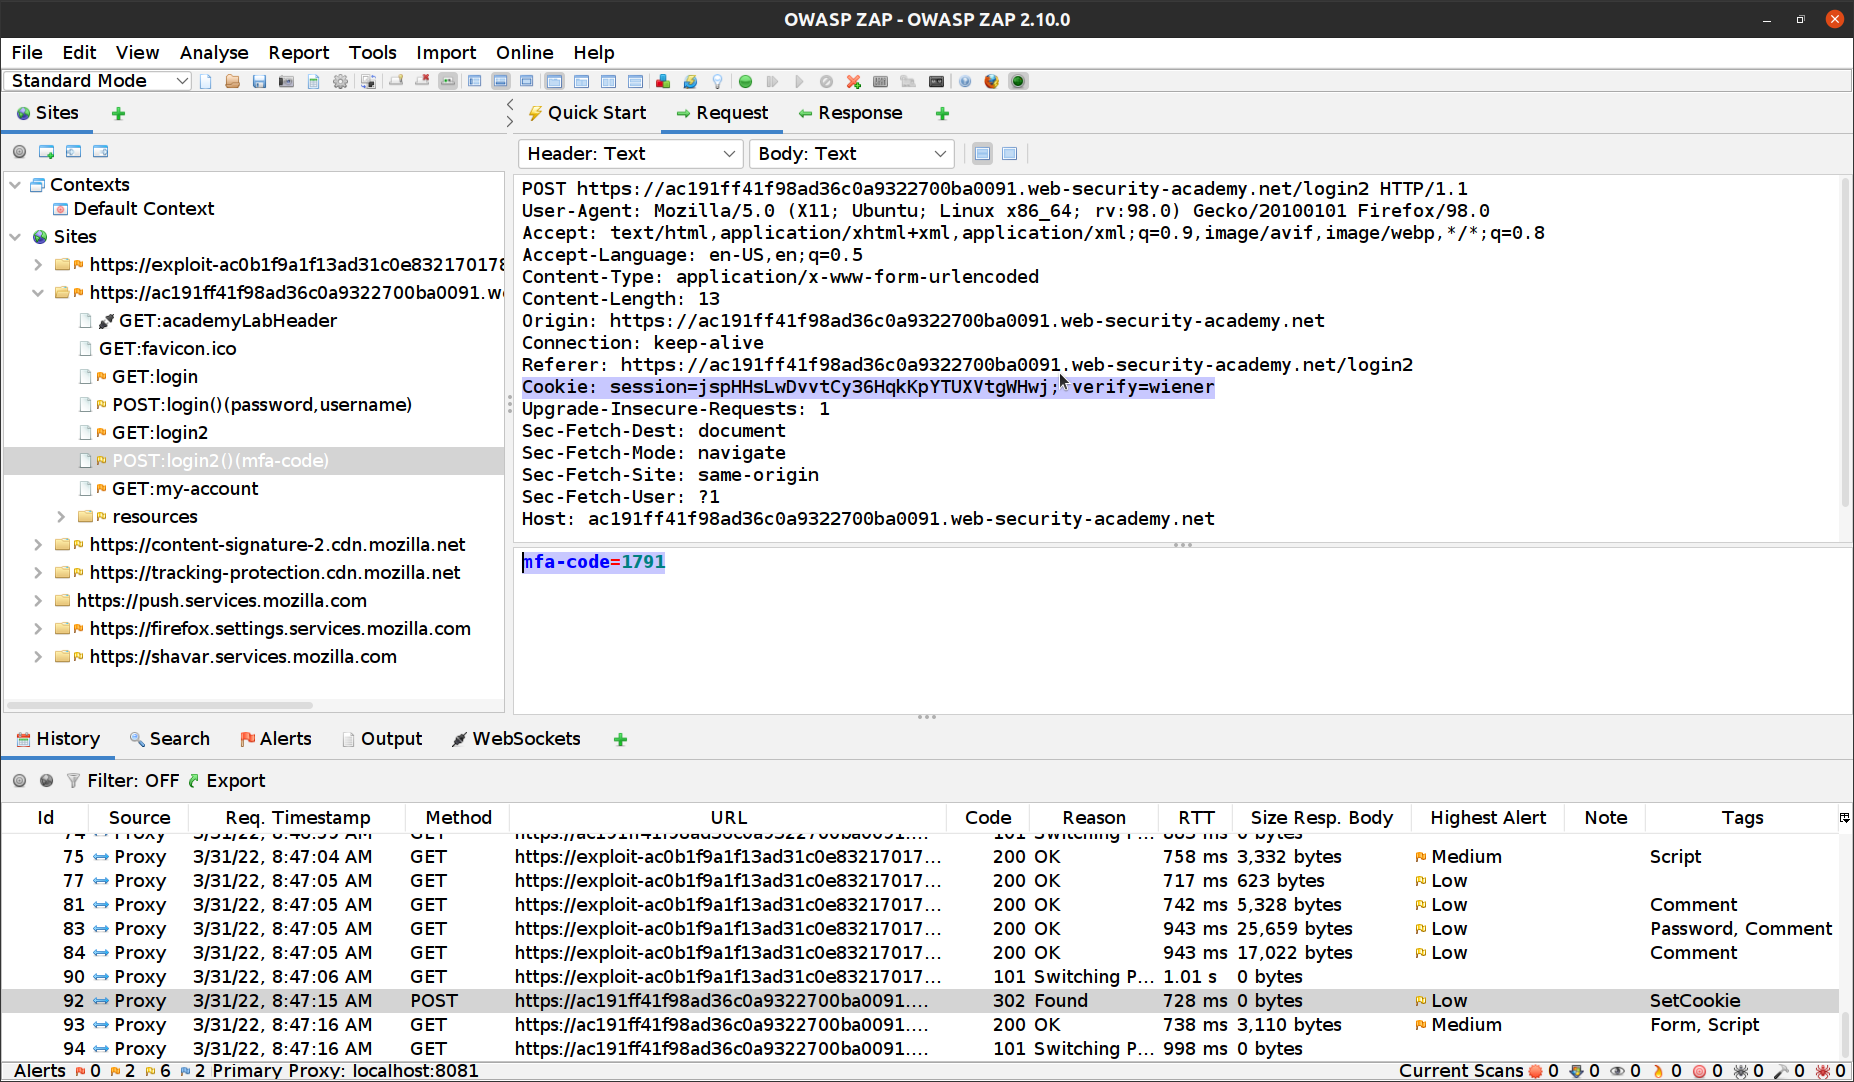 OWASP ZAP - OWASP ZAP 2.10.0
File Edit View Analyse Report Tools Import Online Help
Standard Mode
Sites
Quick Start Request Response
Header: Text Body: Text
Contexts
Default Context
Sites
https://exploit-ac0b1f9a1f13ad31c0e832170178
https://ac191ff41f98ad36c0a9322700ba0091.we
GET:academyLabHeader
GET:favicon.ico
GET:login
POST:login()(password,username)
GET:login2
POST:login2()(mfa-code)
GET:my-account
resources
https://content-signature-2.cdn.mozilla.net
https://tracking-protection.cdn.mozilla.net
https://push.services.mozilla.com
https://firefox.settings.services.mozilla.com
https://shavar.services.mozilla.com
POST https://ac191ff41f98ad36c0a9322700ba0091.web-security-academy.net/login2 HTTP/1.1
User-Agent: Mozilla/5.0 (X11; Ubuntu; Linux x86_64; rv:98.0) Gecko/20100101 Firefox/98.0
Accept: text/html,application/xhtml+xml,application/xml;q=0.9,image/avif,image/webp,*/*;q=0.8
Accept-Language: en-US,en;q=0.5
Content-Type: application/x-www-form-urlencoded
Content-Length: 13
Origin: https://ac191ff41f98ad36c0a9322700ba0091.web-security-academy.net
Connection: keep-alive
Referer: https://ac191ff41f98ad36c0a9322700ba0091.web-security-academy.net/login2
Cookie: session=jspHHsLwDvvtCy36HqkKpYTUXVtgWHwj; verify=wiener
Upgrade-Insecure-Requests: 1
Sec-Fetch-Dest: document
Sec-Fetch-Mode: navigate
Sec-Fetch-Site: same-origin
Sec-Fetch-User: ?1
Host: ac191ff41f98ad36c0a9322700ba0091.web-security-academy.net
mfa-code=1791
History Search Alerts Output WebSockets
Filter: OFF Export
Id Source Req. Timestamp Method URL Code Reason RTT Size Resp. Body Highest Alert Note Tags
74 Proxy 3/31/22, 8:46:59 AM GET https://ac191ff41f98ad36c0a9322700ba0091.... 101 Switching P... 883 ms 0 bytes
75 Proxy 3/31/22, 8:47:04 AM GET https://exploit-ac0b1f9a1f13ad31c0e83217017... 200 OK 758 ms 3,332 bytes Medium Script
77 Proxy 3/31/22, 8:47:05 AM GET https://exploit-ac0b1f9a1f13ad31c0e83217017... 200 OK 717 ms 623 bytes Low
81 Proxy 3/31/22, 8:47:05 AM GET https://exploit-ac0b1f9a1f13ad31c0e83217017... 200 OK 742 ms 5,328 bytes Low Comment
83 Proxy 3/31/22, 8:47:05 AM GET https://exploit-ac0b1f9a1f13ad31c0e83217017... 200 OK 943 ms 25,659 bytes Low Password, Comment
84 Proxy 3/31/22, 8:47:05 AM GET https://exploit-ac0b1f9a1f13ad31c0e83217017... 200 OK 943 ms 17,022 bytes Low Comment
90 Proxy 3/31/22, 8:47:06 AM GET https://exploit-ac0b1f9a1f13ad31c0e83217017... 101 Switching P... 1.01 s 0 bytes
92 Proxy 3/31/22, 8:47:15 AM POST https://ac191ff41f98ad36c0a9322700ba0091.... 302 Found 728 ms 0 bytes Low SetCookie
93 Proxy 3/31/22, 8:47:16 AM GET https://ac191ff41f98ad36c0a9322700ba0091.... 200 OK 738 ms 3,110 bytes Medium Form, Script
94 Proxy 3/31/22, 8:47:16 AM GET https://ac191ff41f98ad36c0a9322700ba0091.... 101 Switching P... 998 ms 0 bytes
Alerts 0 2 6 2 Primary Proxy: localhost:8081 Current Scans 0 0 0 0 0 0 0 0